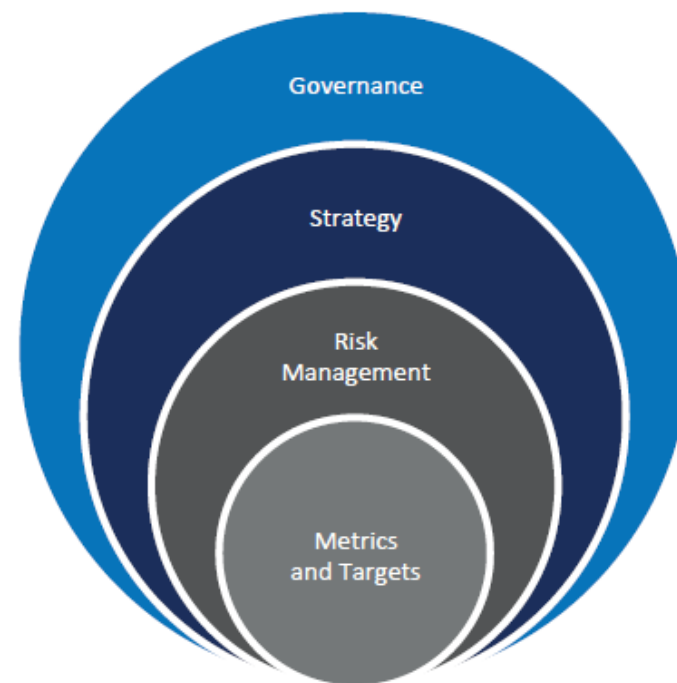 Governance
Strategy
Risk
Management
Metrics
and Targets